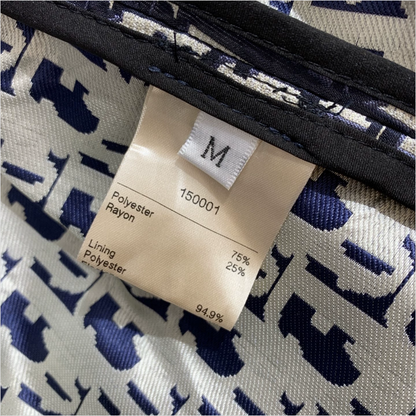 M
150001
Polyester 75%
Rayon 25%
Lining
Polyester 94.9%